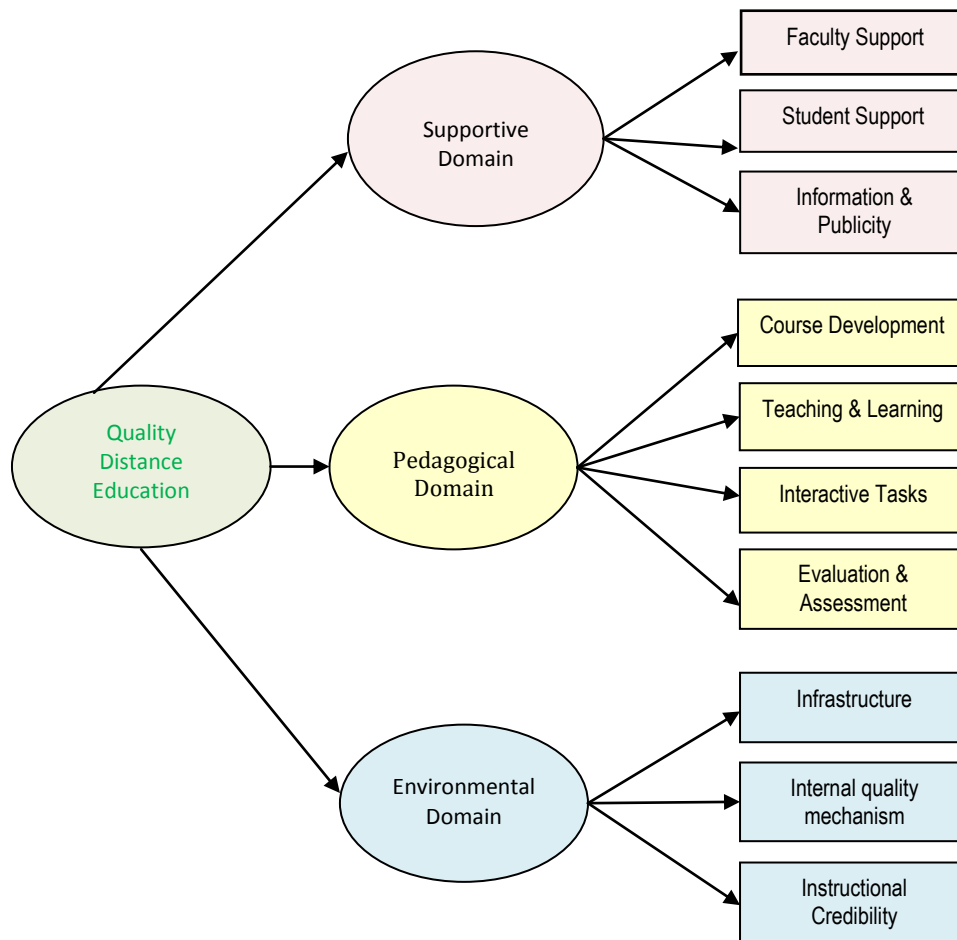 Quality
Distance
Education
Supportive
Domain
Faculty Support
Student Support
Information &
Publicity
Pedagogical
Domain
Course Development
Teaching & Learning
Interactive Tasks
Evaluation &
Assessment
Environmental
Domain
Infrastructure
Internal quality
mechanism
Instructional
Credibility